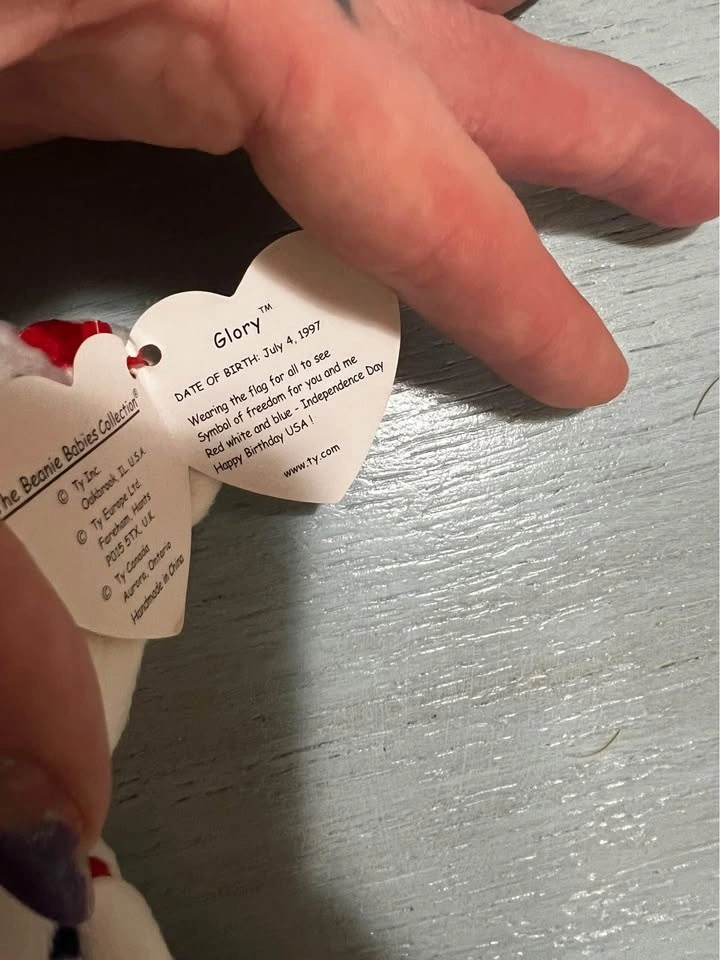 The Beanie Babies Collection®
© Ty Inc.
Oakbrook, IL U.S.A
© Ty Europe Ltd.
Fareham, Hants
PO15 5TX, U.K.
© Ty Canada
Aurora, Ontario
Handmade in China
Glory™
DATE OF BIRTH: July 4, 1997
Wearing the flag for all to see
Symbol of freedom for you and me
Red white and blue - Independence Day
Happy Birthday USA !
www.ty.com